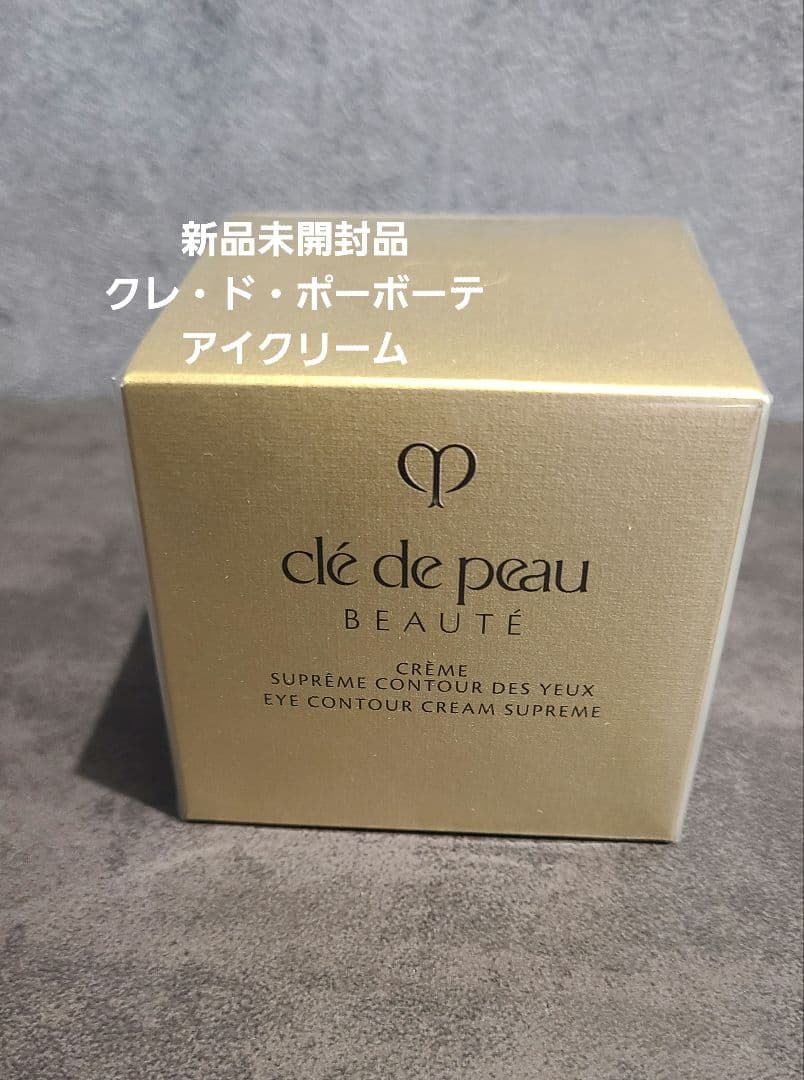 新品未開封品
クレ・ド・ポーボーテ
アイクリーム
clé de peau
BEAUTÉ
CRÈME
SUPRÊME CONTOUR DES YEUX
EYE CONTOUR CREAM SUPREME